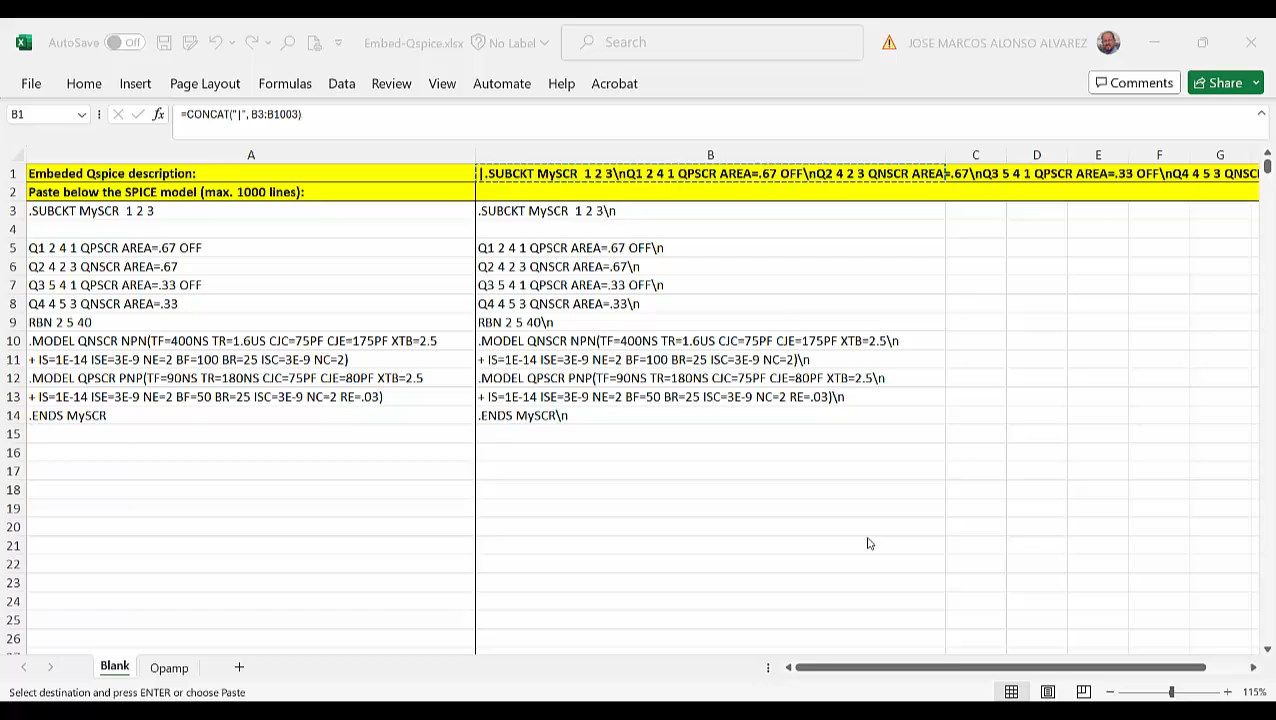 AutoSave Off Embed-Qspice.xlsx No Label Search JOSE MARCOS ALONSO ALVAREZ
File Home Insert Page Layout Formulas Data Review View Automate Help Acrobat Comments Share
B1 fx =CONCAT("|", B3:B1003)
A B C D E F G
1 Embeded Qspice description: |.SUBCKT MySCR 1 2 3\nQ1 2 4 1 QPSCR AREA=.67 OFF\nQ2 4 2 3 QNSCR AREA=.67\nQ3 5 4 1 QPSCR AREA=.33 OFF\nQ4 4 5 3 QNSC
2 Paste below the SPICE model (max. 1000 lines):
3 .SUBCKT MySCR 1 2 3 .SUBCKT MySCR 1 2 3\n
4
5 Q1 2 4 1 QPSCR AREA=.67 OFF Q1 2 4 1 QPSCR AREA=.67 OFF\n
6 Q2 4 2 3 QNSCR AREA=.67 Q2 4 2 3 QNSCR AREA=.67\n
7 Q3 5 4 1 QPSCR AREA=.33 OFF Q3 5 4 1 QPSCR AREA=.33 OFF\n
8 Q4 4 5 3 QNSCR AREA=.33 Q4 4 5 3 QNSCR AREA=.33\n
9 RBN 2 5 40 RBN 2 5 40\n
10 .MODEL QNSCR NPN(TF=400NS TR=1.6US CJC=75PF CJE=175PF XTB=2.5 .MODEL QNSCR NPN(TF=400NS TR=1.6US CJC=75PF CJE=175PF XTB=2.5\n
11 + IS=1E-14 ISE=3E-9 NE=2 BF=100 BR=25 ISC=3E-9 NC=2) + IS=1E-14 ISE=3E-9 NE=2 BF=100 BR=25 ISC=3E-9 NC=2)\n
12 .MODEL QPSCR PNP(TF=90NS TR=180NS CJC=75PF CJE=80PF XTB=2.5 .MODEL QPSCR PNP(TF=90NS TR=180NS CJC=75PF CJE=80PF XTB=2.5\n
13 + IS=1E-14 ISE=3E-9 NE=2 BF=50 BR=25 ISC=3E-9 NC=2 RE=.03) + IS=1E-14 ISE=3E-9 NE=2 BF=50 BR=25 ISC=3E-9 NC=2 RE=.03)\n
14 .ENDS MySCR .ENDS MySCR\n
15
16
17
18
19
20
21
22
23
24
25
26
Blank Opamp
Select destination and press ENTER or choose Paste 115%